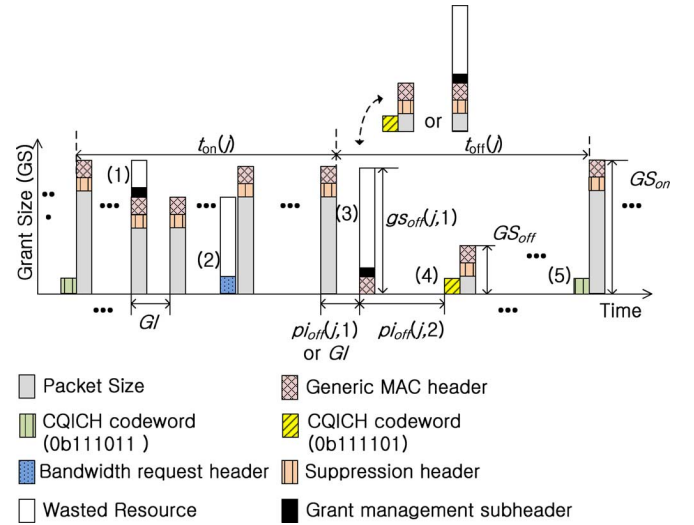 or
t_on(j)
t_off(j)
Grant Size (GS)
(1)
(2)
(3)
gs_off(j,1)
GS_off
GS_on
(4)
(5)
GI
pi_off(j,1)
or GI
pi_off(j,2)
Time
Packet Size
Generic MAC header
CQICH codeword
(0b111011 )
CQICH codeword
(0b111101)
Bandwidth request header
Suppression header
Wasted Resource
Grant management subheader